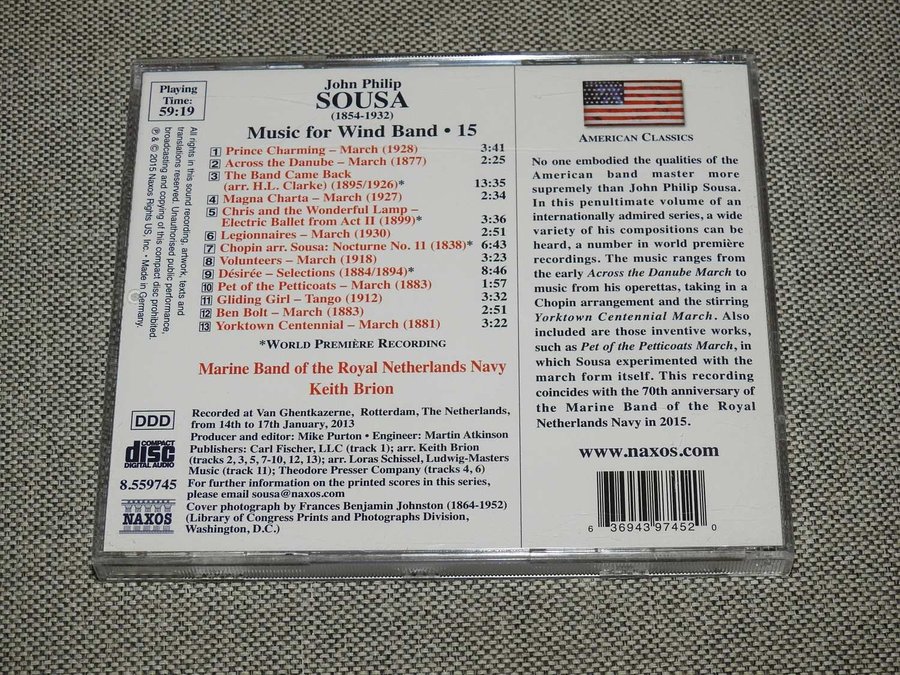 Playing
Time:
59:19
All rights in this sound recording, artwork, texts and
translations reserved. Unauthorised public performance,
broadcasting and copying of this compact disc prohibited.
℗ & © 2015 Naxos Rights US, Inc. • Made in Germany.
John Philip
SOUSA
(1854-1932)
Music for Wind Band • 15
1 Prince Charming – March (1928) 3:41
2 Across the Danube – March (1877) 2:25
3 The Band Came Back
(arr. H.L. Clarke) (1895/1926)* 13:35
4 Magna Charta – March (1927) 2:34
5 Chris and the Wonderful Lamp –
Electric Ballet from Act II (1899)* 3:36
6 Legionnaires – March (1930) 2:51
7 Chopin arr. Sousa: Nocturne No. 11 (1838)* 6:43
8 Volunteers – March (1918) 3:23
9 Désirée – Selections (1884/1894)* 8:46
10 Pet of the Petticoats – March (1883) 1:57
11 Gliding Girl – Tango (1912) 3:32
12 Ben Bolt – March (1883) 2:51
13 Yorktown Centennial – March (1881) 3:22
*WORLD PREMIÈRE RECORDING
Marine Band of the Royal Netherlands Navy
Keith Brion
DDD
COMPACT
disc
DIGITAL AUDIO
8.559745
NAXOS
Recorded at Van Ghentkazerne, Rotterdam, The Netherlands,
from 14th to 17th January, 2013
Producer and editor: Mike Purton • Engineer: Martin Atkinson
Publishers: Carl Fischer, LLC (track 1); arr. Keith Brion
(tracks 2, 3, 5, 7-10, 12, 13); arr. Loras Schissel, Ludwig-Masters
Music (track 11); Theodore Presser Company (tracks 4, 6)
For further information on the printed scores in this series,
please email sousa@naxos.com
Cover photograph by Frances Benjamin Johnston (1864-1952)
(Library of Congress Prints and Photographs Division,
Washington, D.C.)
AMERICAN CLASSICS
No one embodied the qualities of the
American band master more
supremely than John Philip Sousa.
In this penultimate volume of an
internationally admired series, a wide
variety of his compositions can be
heard, a number in world première
recordings. The music ranges from
the early Across the Danube March to
music from his operettas, taking in a
Chopin arrangement and the stirring
Yorktown Centennial March. Also
included are those inventive works,
such as Pet of the Petticoats March, in
which Sousa experimented with the
march form itself. This recording
coincides with the 70th anniversary of
the Marine Band of the Royal
Netherlands Navy in 2015.
www.naxos.com
6 36943 97452 0